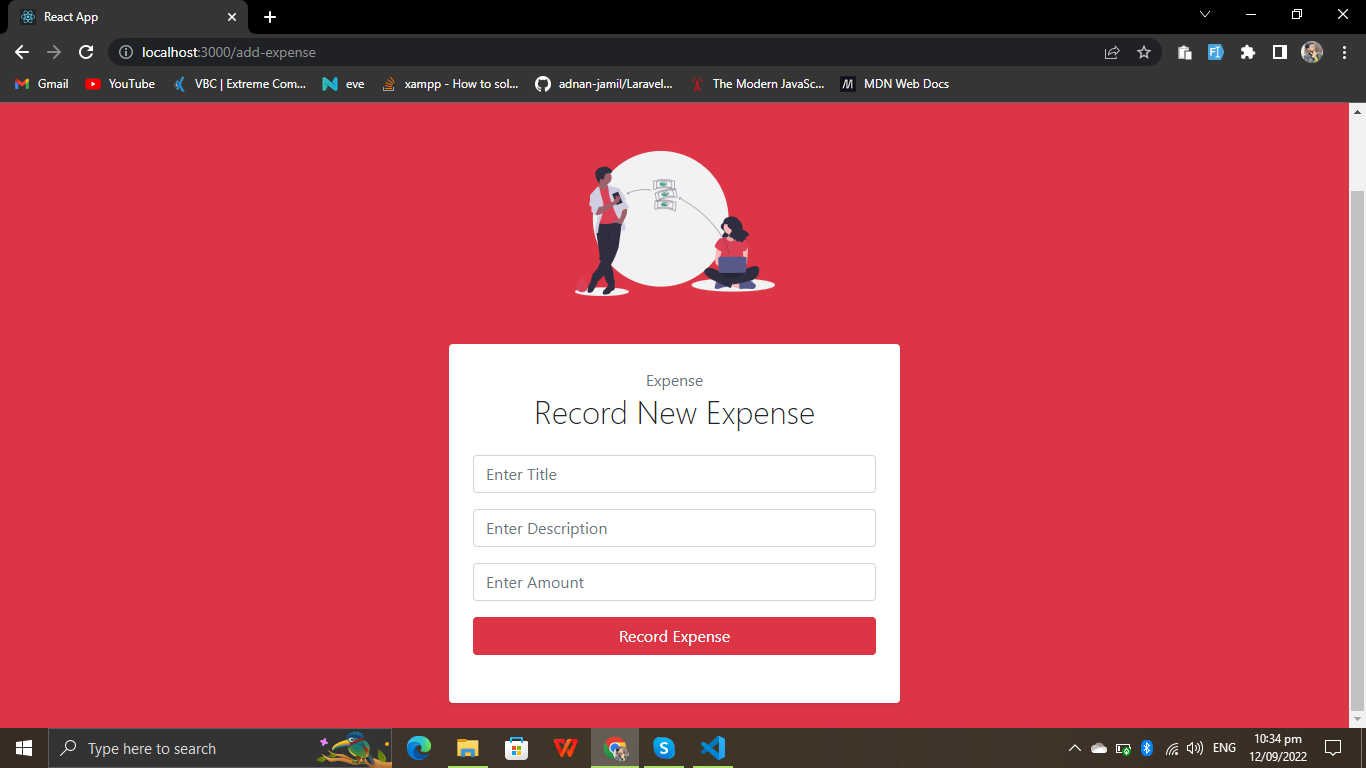 React App
localhost:3000/add-expense
Gmail YouTube VBC | Extreme Com... eve xampp - How to sol... adnan-jamil/Laravel... The Modern JavaSc... MDN Web Docs
Expense
Record New Expense
Enter Title
Enter Description
Enter Amount
Record Expense
Type here to search
ENG
10:34 pm
12/09/2022